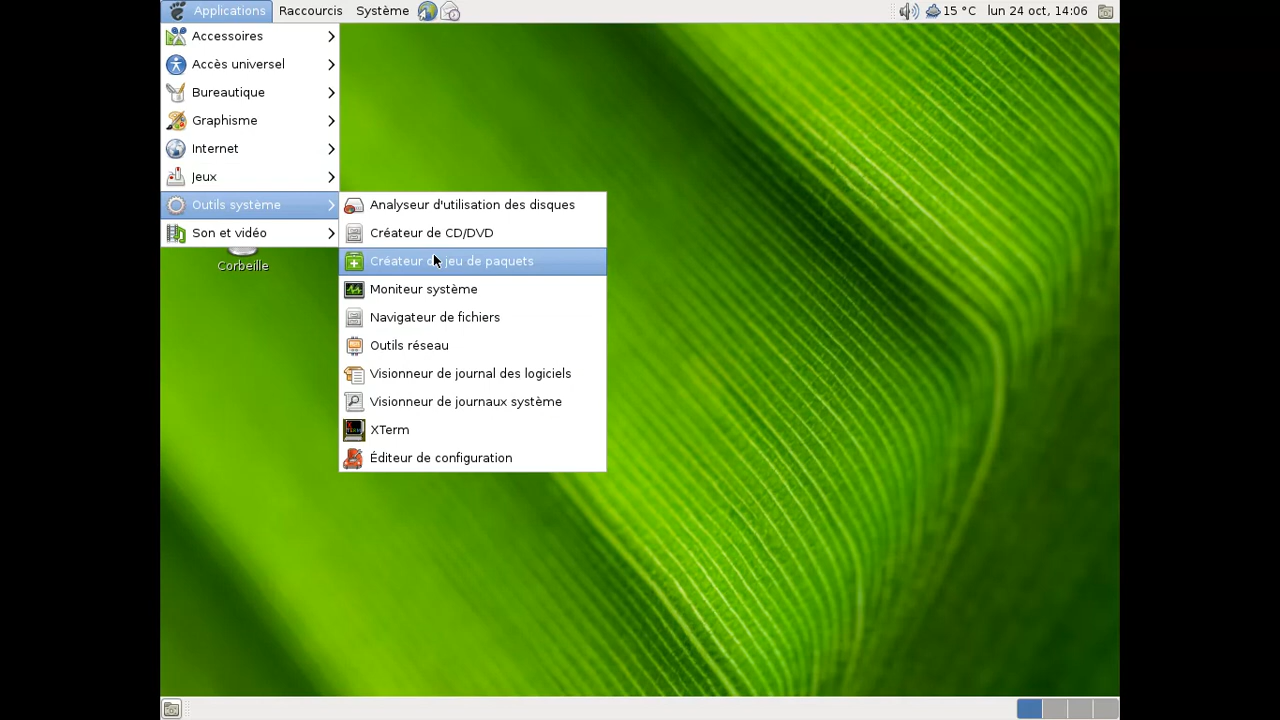 Applications Raccourcis Système 15 °C lun 24 oct, 14:06
Accessoires
Accès universel
Bureautique
Graphisme
Internet
Jeux
Outils système
Son et vidéo
Analyseur d'utilisation des disques
Créateur de CD/DVD
Créateur de jeu de paquets
Moniteur système
Navigateur de fichiers
Outils réseau
Visionneur de journal des logiciels
Visionneur de journaux système
XTerm
Éditeur de configuration
Corbeille